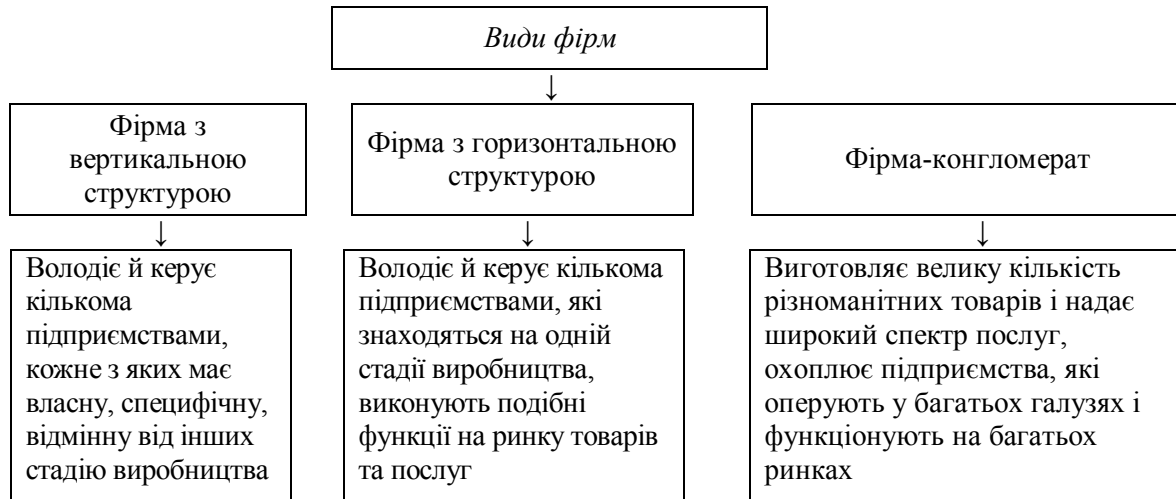 Види фірм
↓
Фірма з
вертикальною
структурою
Фірма з горизонтальною
структурою
Фірма-конгломерат
↓
↓
↓
Володіє й керує
кількома
підприємствами,
кожне з яких має
власну, специфічну,
відмінну від інших
стадію виробництва
Володіє й керує кількома
підприємствами, які
знаходяться на одній
стадії виробництва,
виконують подібні
функції на ринку товарів
та послуг
Виготовляє велику кількість
різноманітних товарів і надає
широкий спектр послуг,
охоплює підприємства, які
оперують у багатьох галузях і
функціонують на багатьох
ринках